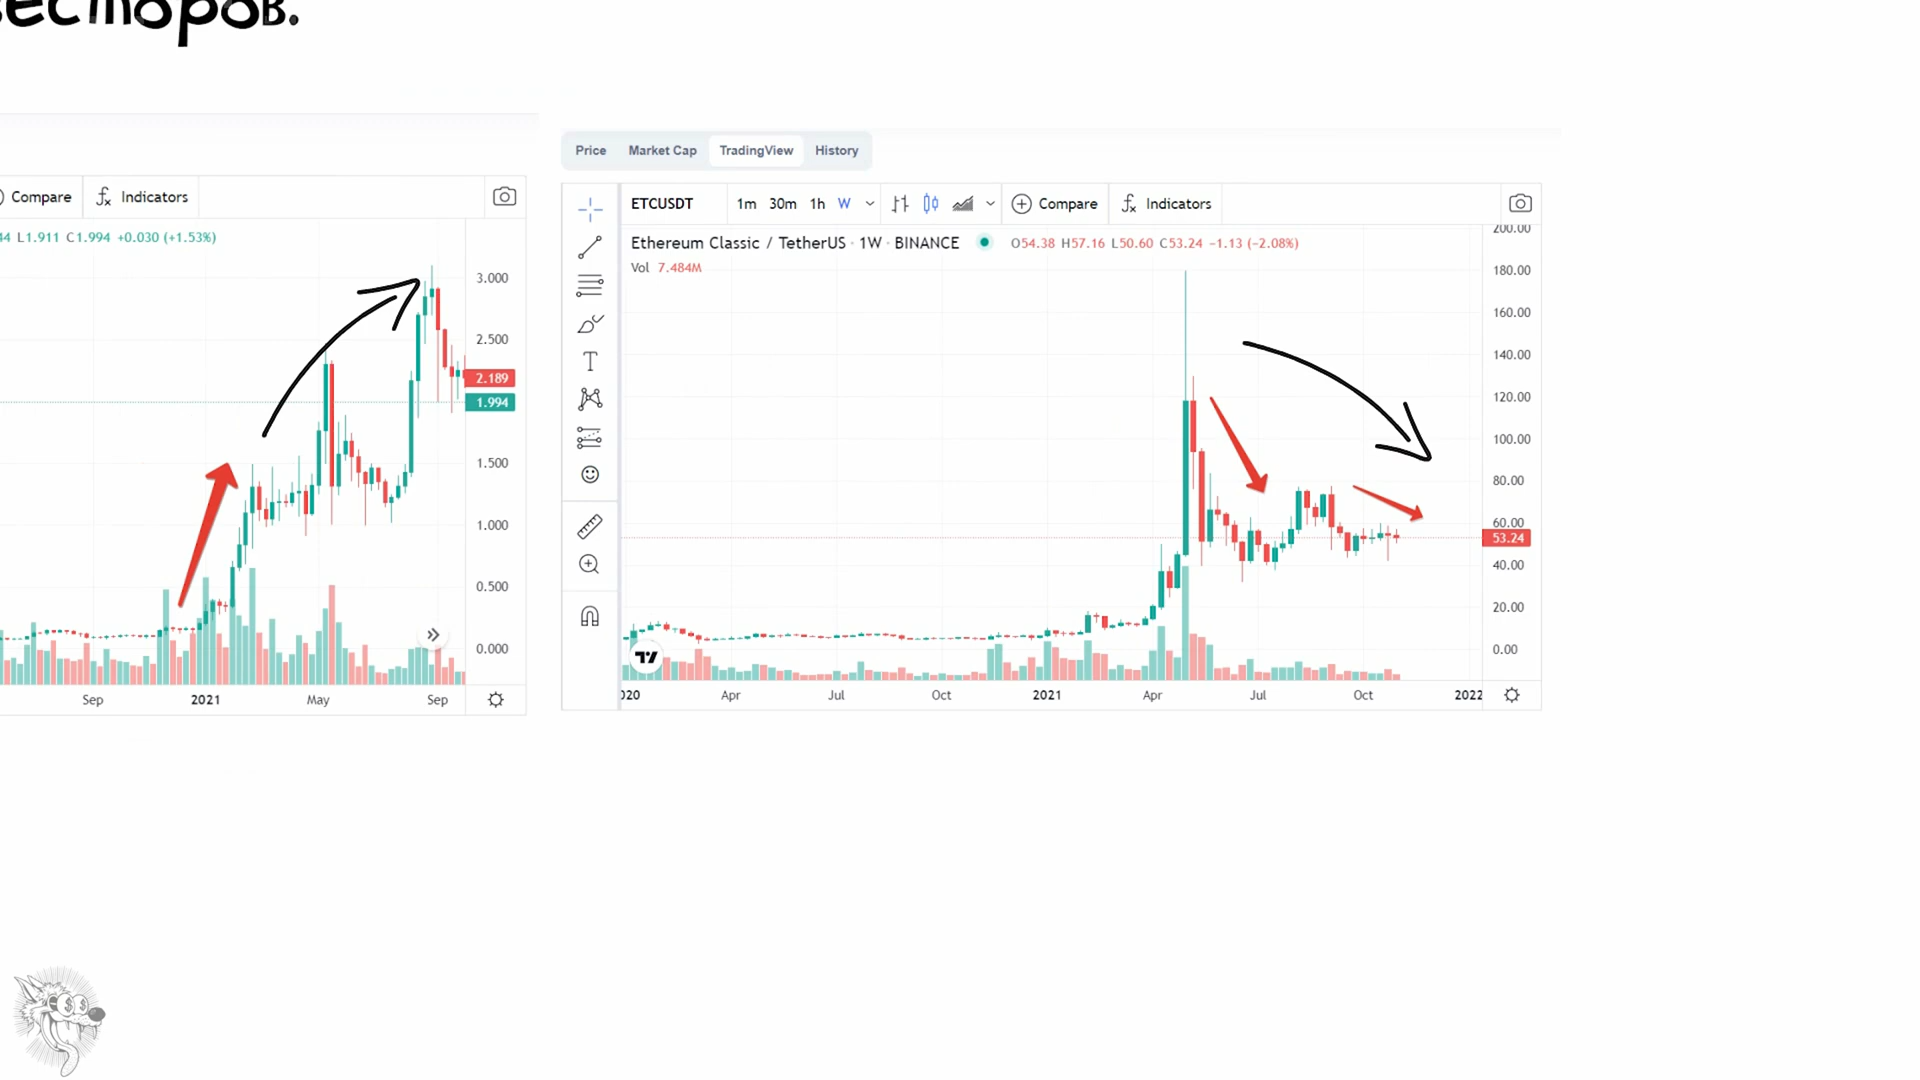 весторов.
Compare
Indicators
44 L1.911 C1.994 +0.030 (+1.53%)
3.000
2.500
2.189
1.994
1.500
1.000
0.500
0.000
Sep
2021
May
Sep
Price
Market Cap
TradingView
History
ETCUSDT
1m 30m 1h W
Compare
Indicators
Ethereum Classic / TetherUS · 1W · BINANCE
O54.38 H57.16 L50.60 C53.24 −1.13 (−2.08%)
Vol 7.484M
200.00
180.00
160.00
140.00
120.00
100.00
80.00
60.00
53.24
40.00
20.00
0.00
020
Apr
Jul
Oct
2021
Apr
Jul
Oct
2022